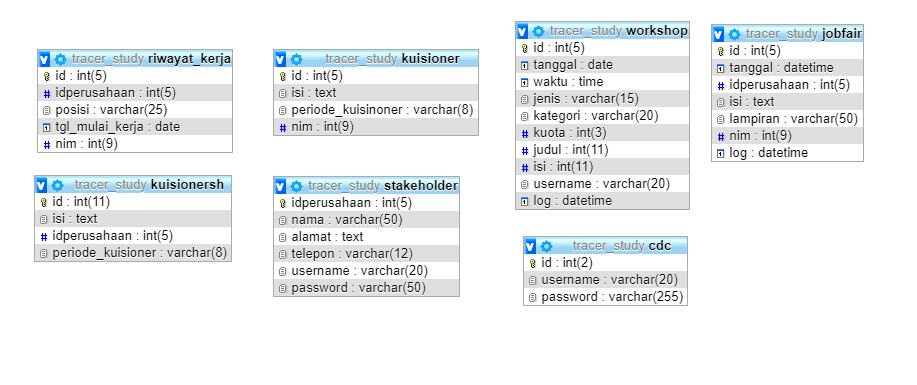 tracer_study riwayat_kerja
id : int(5)
idperusahaan : int(5)
posisi : varchar(25)
tgl_mulai_kerja : date
nim : int(9)
tracer_study kuisioner
id : int(5)
isi : text
periode_kuisinoner : varchar(8)
nim : int(9)
tracer_study workshop
id : int(5)
tanggal : date
waktu : time
jenis : varchar(15)
kategori : varchar(20)
kuota : int(3)
judul : int(11)
isi : int(11)
username : varchar(20)
log : datetime
tracer_study jobfair
id : int(5)
tanggal : datetime
idperusahaan : int(5)
isi : text
lampiran : varchar(50)
nim : int(9)
log : datetime
tracer_study kuisionersh
id : int(11)
isi : text
idperusahaan : int(5)
periode_kuisioner : varchar(8)
tracer_study stakeholder
idperusahaan : int(5)
nama : varchar(50)
alamat : text
telepon : varchar(12)
username : varchar(20)
password : varchar(50)
tracer_study cdc
id : int(2)
username : varchar(20)
password : varchar(255)